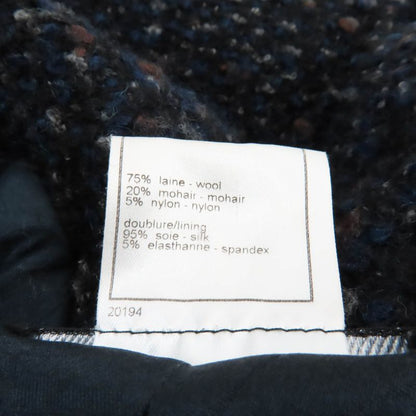 75% laine - wool
20% mohair - mohair
5% nylon - nylon
doublure/lining
95% soie - silk
5% elasthanne - spandex
20194